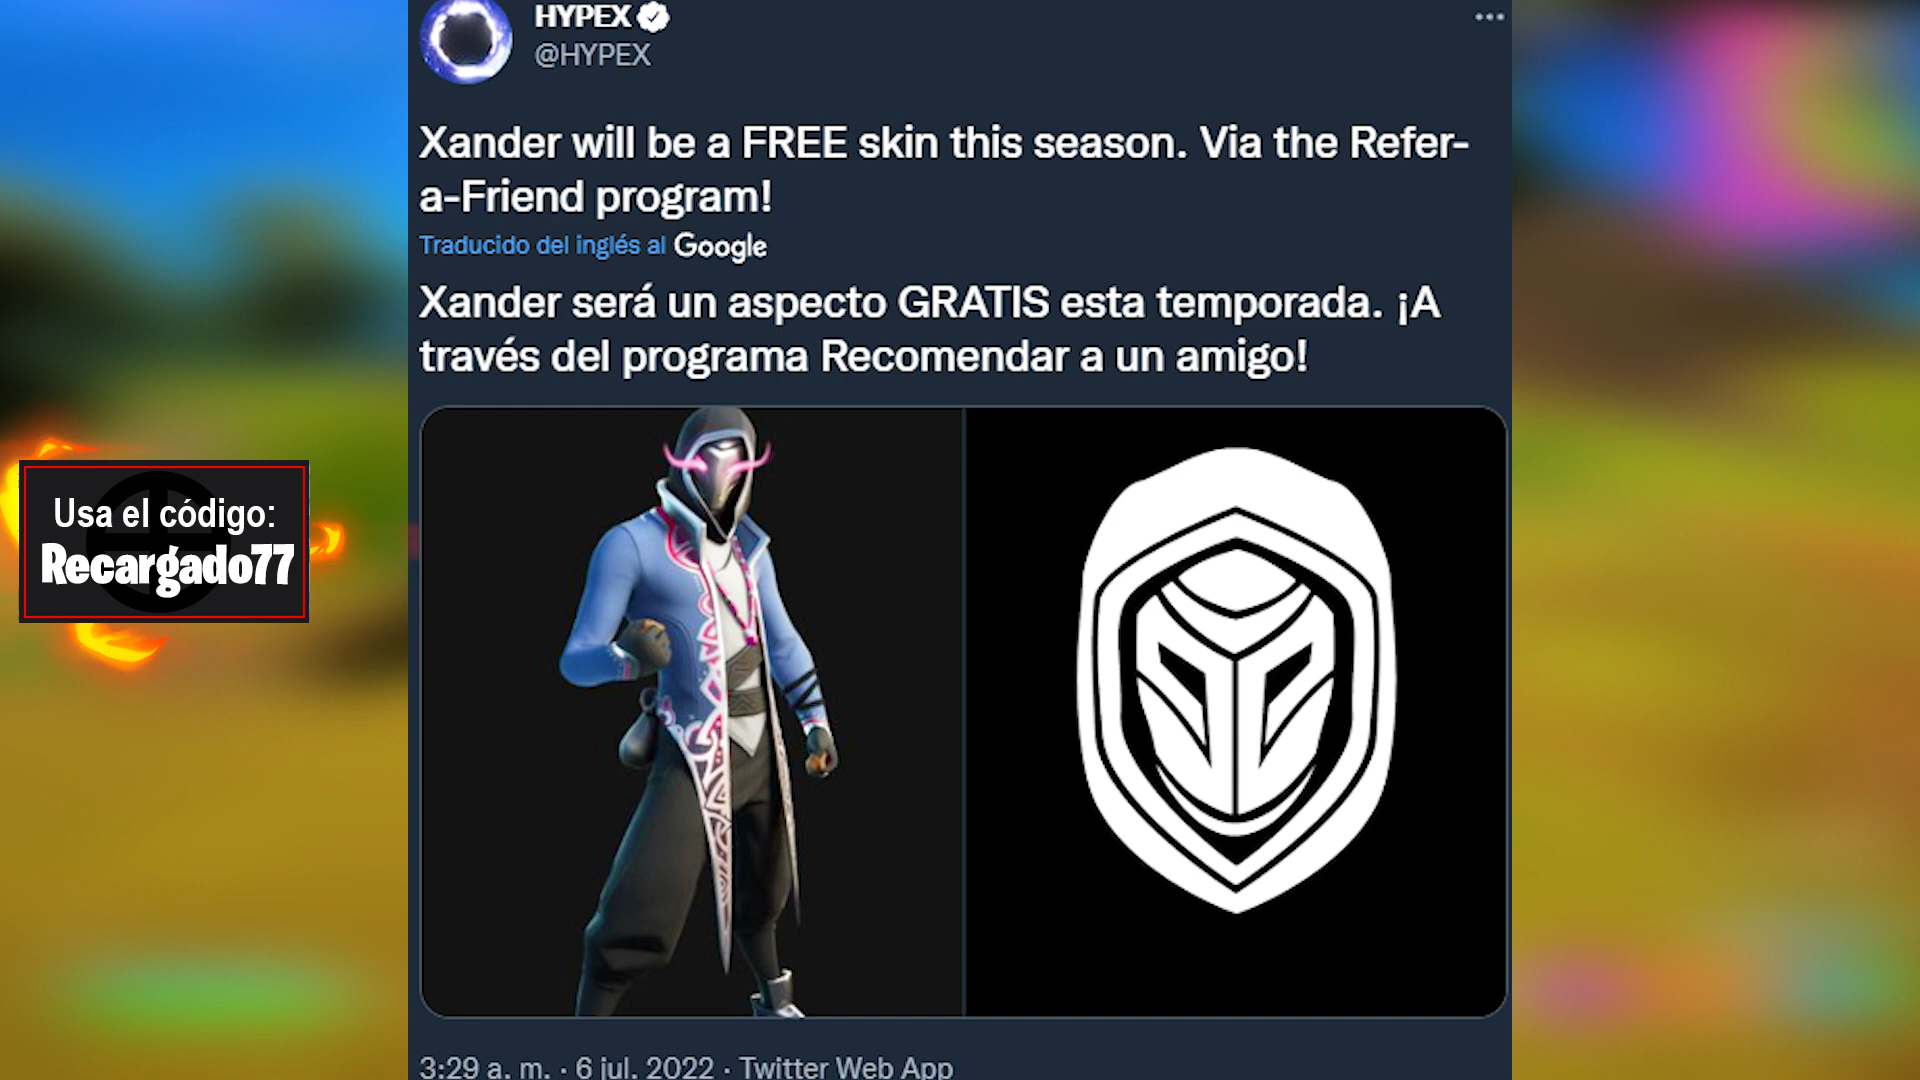 HYPEX
@HYPEX
Xander will be a FREE skin this season. Via the Refer-
a-Friend program!
Traducido del inglés al Google
Xander será un aspecto GRATIS esta temporada. ¡A
través del programa Recomendar a un amigo!
Usa el código:
Recargado77
3:29 a. m. · 6 jul. 2022 · Twitter Web App